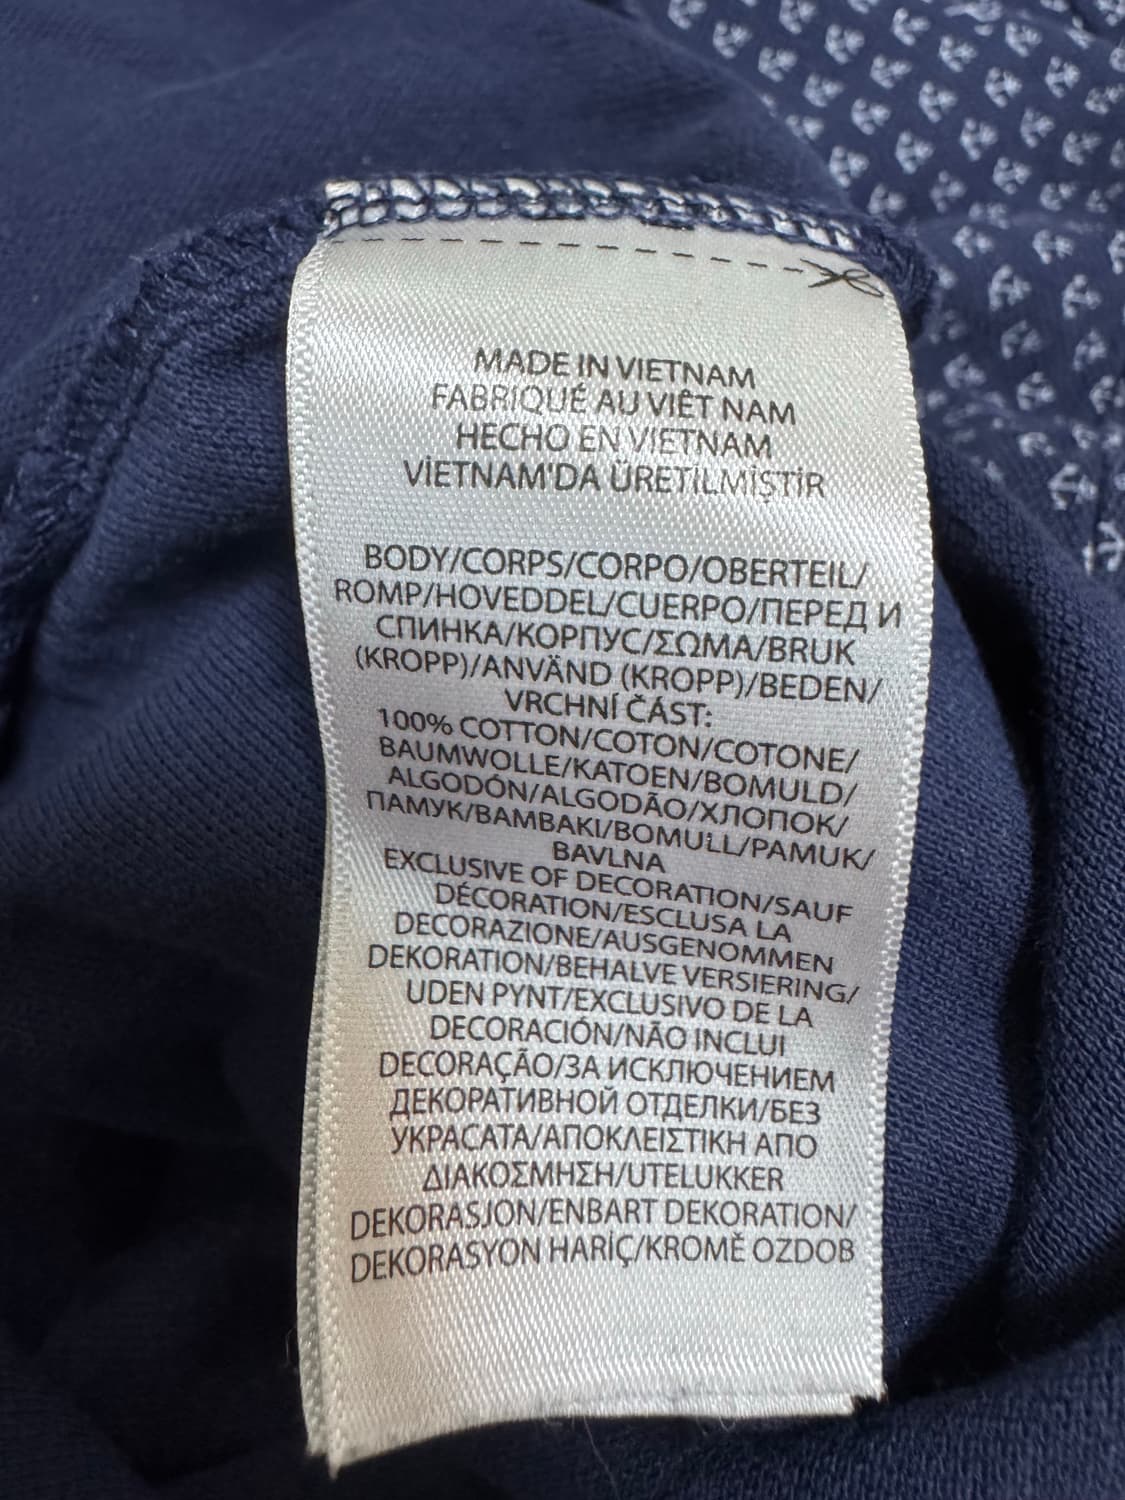 MADE IN VIETNAM
FABRIQUÉ AU VIÊT NAM
HECHO EN VIETNAM
VİETNAM'DA ÜRETİLMİŞTİR
BODY/CORPS/CORPO/OBERTEIL/
ROMP/HOVEDDEL/CUERPO/ПЕРЕД И
СПИНКА/КОРПУС/ΣΩΜΑ/BRUK
(KROPP)/ANVÄND (KROPP)/BEDEN/
VRCHNÍ ČÁST:
100% COTTON/COTON/COTONE/
BAUMWOLLE/KATOEN/BOMULD/
ALGODÓN/ALGODÃO/ХЛОПОК/
ПАМУК/ΒΑΜΒΑΚΙ/BOMULL/PAMUK/
BAVLNA
EXCLUSIVE OF DECORATION/SAUF
DÉCORATION/ESCLUSA LA
DECORAZIONE/AUSGENOMMEN
DEKORATION/BEHALVE VERSIERING/
UDEN PYNT/EXCLUSIVO DE LA
DECORACIÓN/NÃO INCLUI
DECORAÇÃO/ЗА ИСКЛЮЧЕНИЕМ
ДЕКОРАТИВНОЙ ОТДЕЛКИ/БЕЗ
УКРАСАТА/ΑΠΟΚΛΕΙΣΤΙΚΗ ΑΠΟ
ΔΙΑΚΟΣΜΗΣΗ/UTELUKKER
DEKORASJON/ENBART DEKORATION/
DEKORASYON HARİÇ/KROMĚ OZDOB